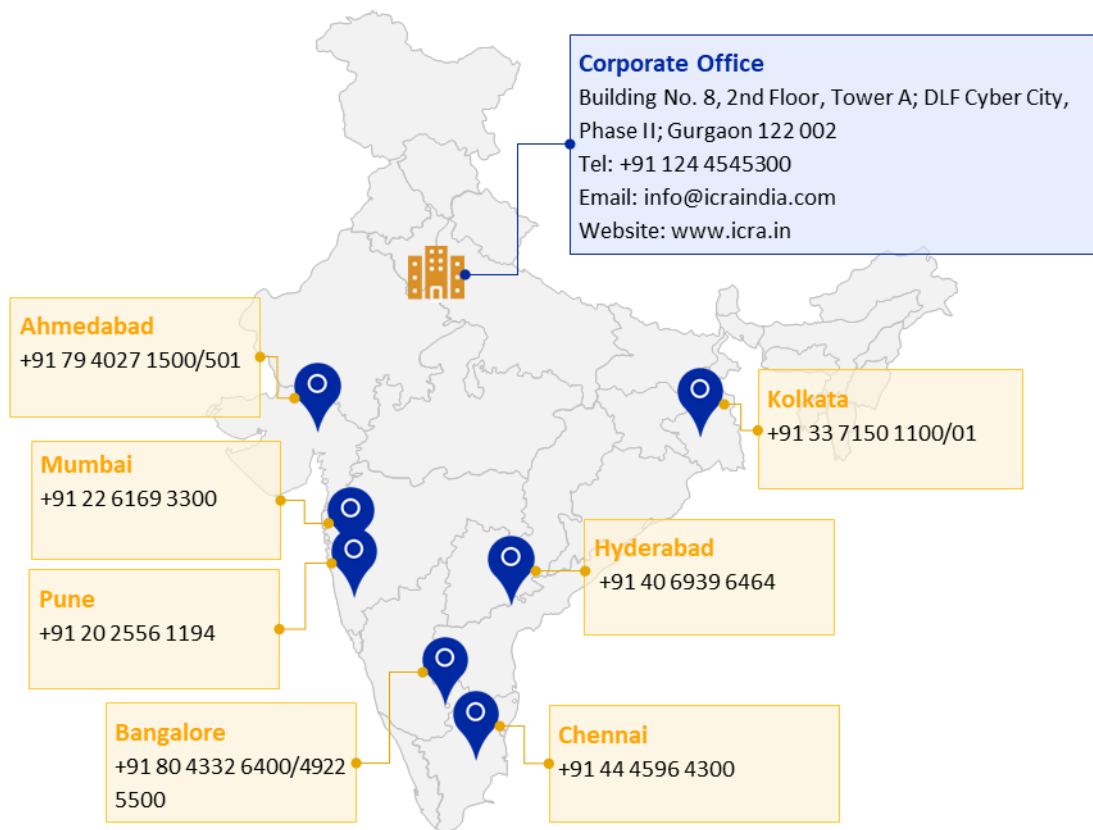 Corporate Office
Building No. 8, 2nd Floor, Tower A; DLF Cyber City,
Phase II; Gurgaon 122 002
Tel: +91 124 4545300
Email: info@icraindia.com
Website: www.icra.in
Ahmedabad
+91 79 4027 1500/501
Kolkata
+91 33 7150 1100/01
Mumbai
+91 22 6169 3300
Hyderabad
+91 40 6939 6464
Pune
+91 20 2556 1194
Bangalore
+91 80 4332 6400/4922
5500
Chennai
+91 44 4596 4300